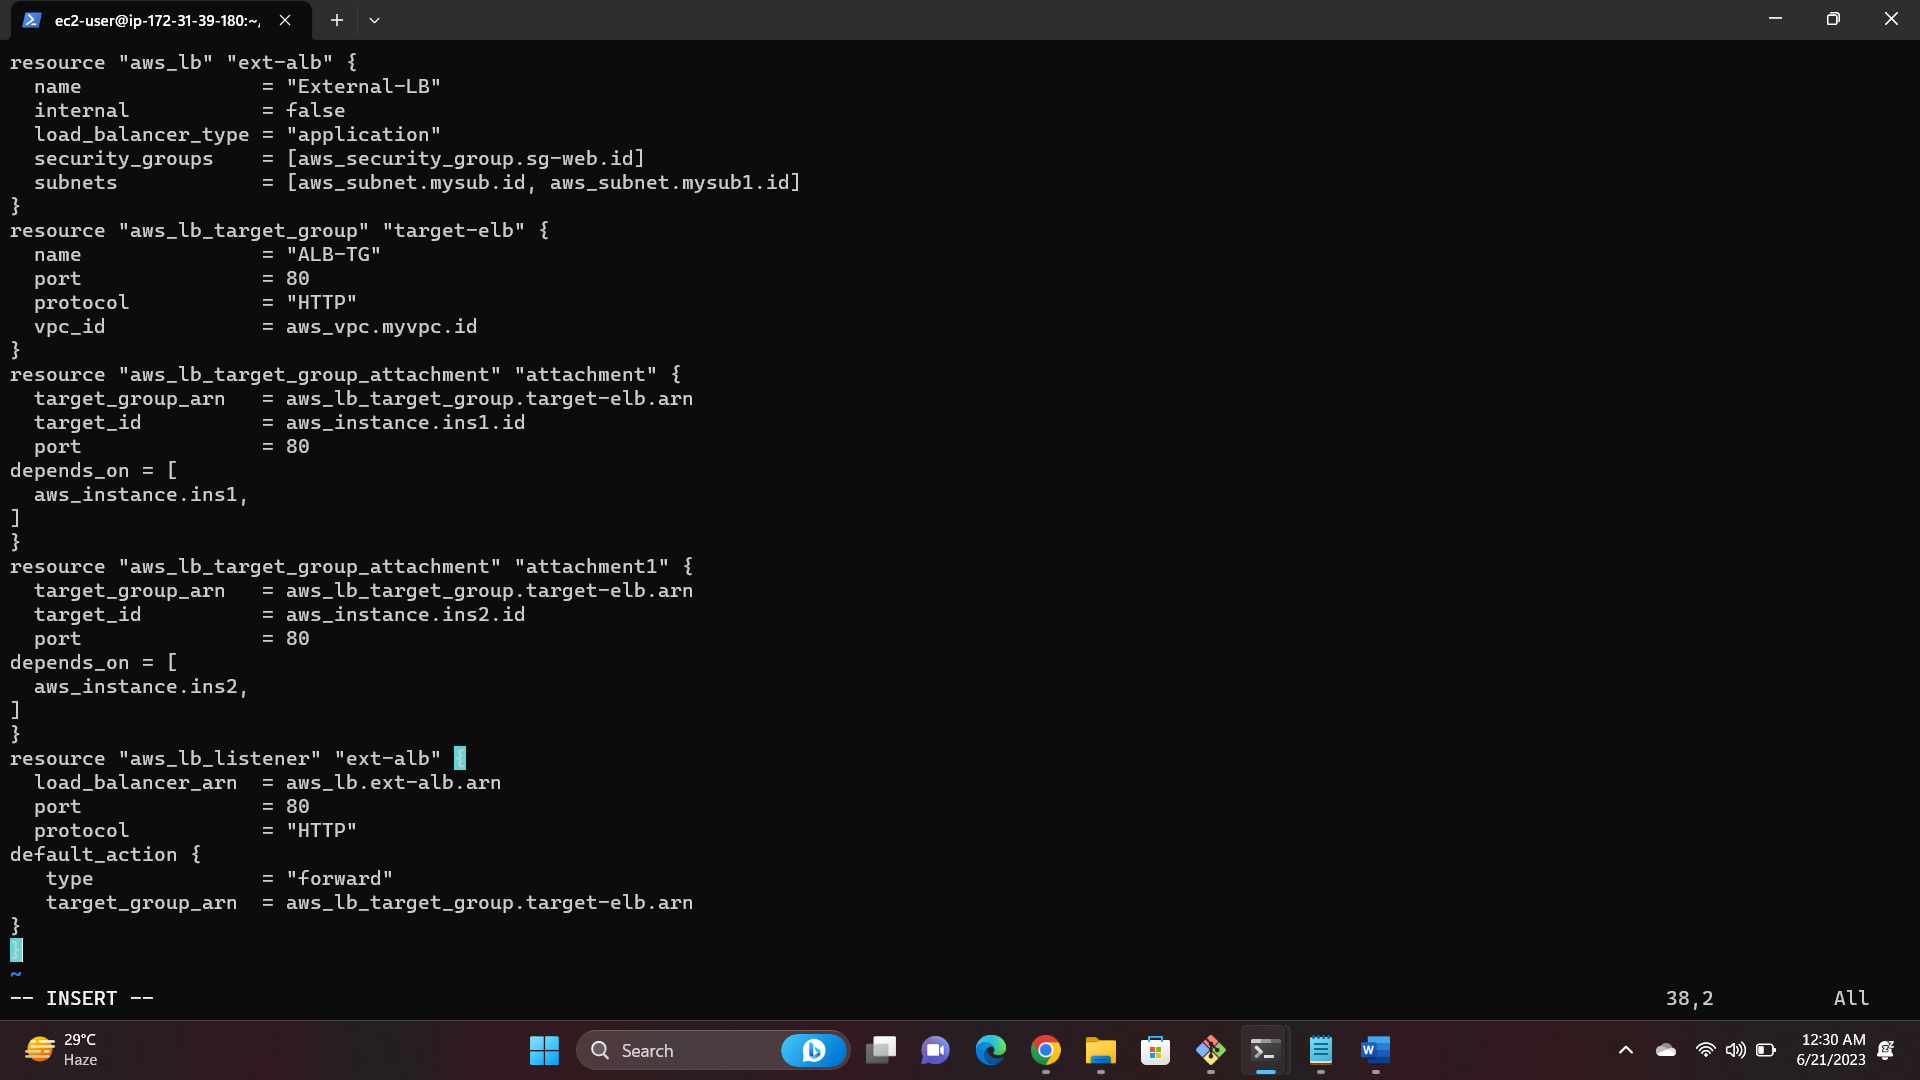 ec2-user@ip-172-31-39-180:~/
resource "aws_lb" "ext-alb" {
  name               = "External-LB"
  internal           = false
  load_balancer_type = "application"
  security_groups    = [aws_security_group.sg-web.id]
  subnets            = [aws_subnet.mysub.id, aws_subnet.mysub1.id]
}
resource "aws_lb_target_group" "target-elb" {
  name               = "ALB-TG"
  port               = 80
  protocol           = "HTTP"
  vpc_id             = aws_vpc.myvpc.id
}
resource "aws_lb_target_group_attachment" "attachment" {
  target_group_arn   = aws_lb_target_group.target-elb.arn
  target_id          = aws_instance.ins1.id
  port               = 80
depends_on = [
  aws_instance.ins1,
]
}
resource "aws_lb_target_group_attachment" "attachment1" {
  target_group_arn   = aws_lb_target_group.target-elb.arn
  target_id          = aws_instance.ins2.id
  port               = 80
depends_on = [
  aws_instance.ins2,
]
}
resource "aws_lb_listener" "ext-alb" {
  load_balancer_arn  = aws_lb.ext-alb.arn
  port               = 80
  protocol           = "HTTP"
default_action {
   type              = "forward"
   target_group_arn  = aws_lb_target_group.target-elb.arn
}
}
~
-- INSERT -- 38,2 All
29°C
Haze
Search
12:30 AM
6/21/2023